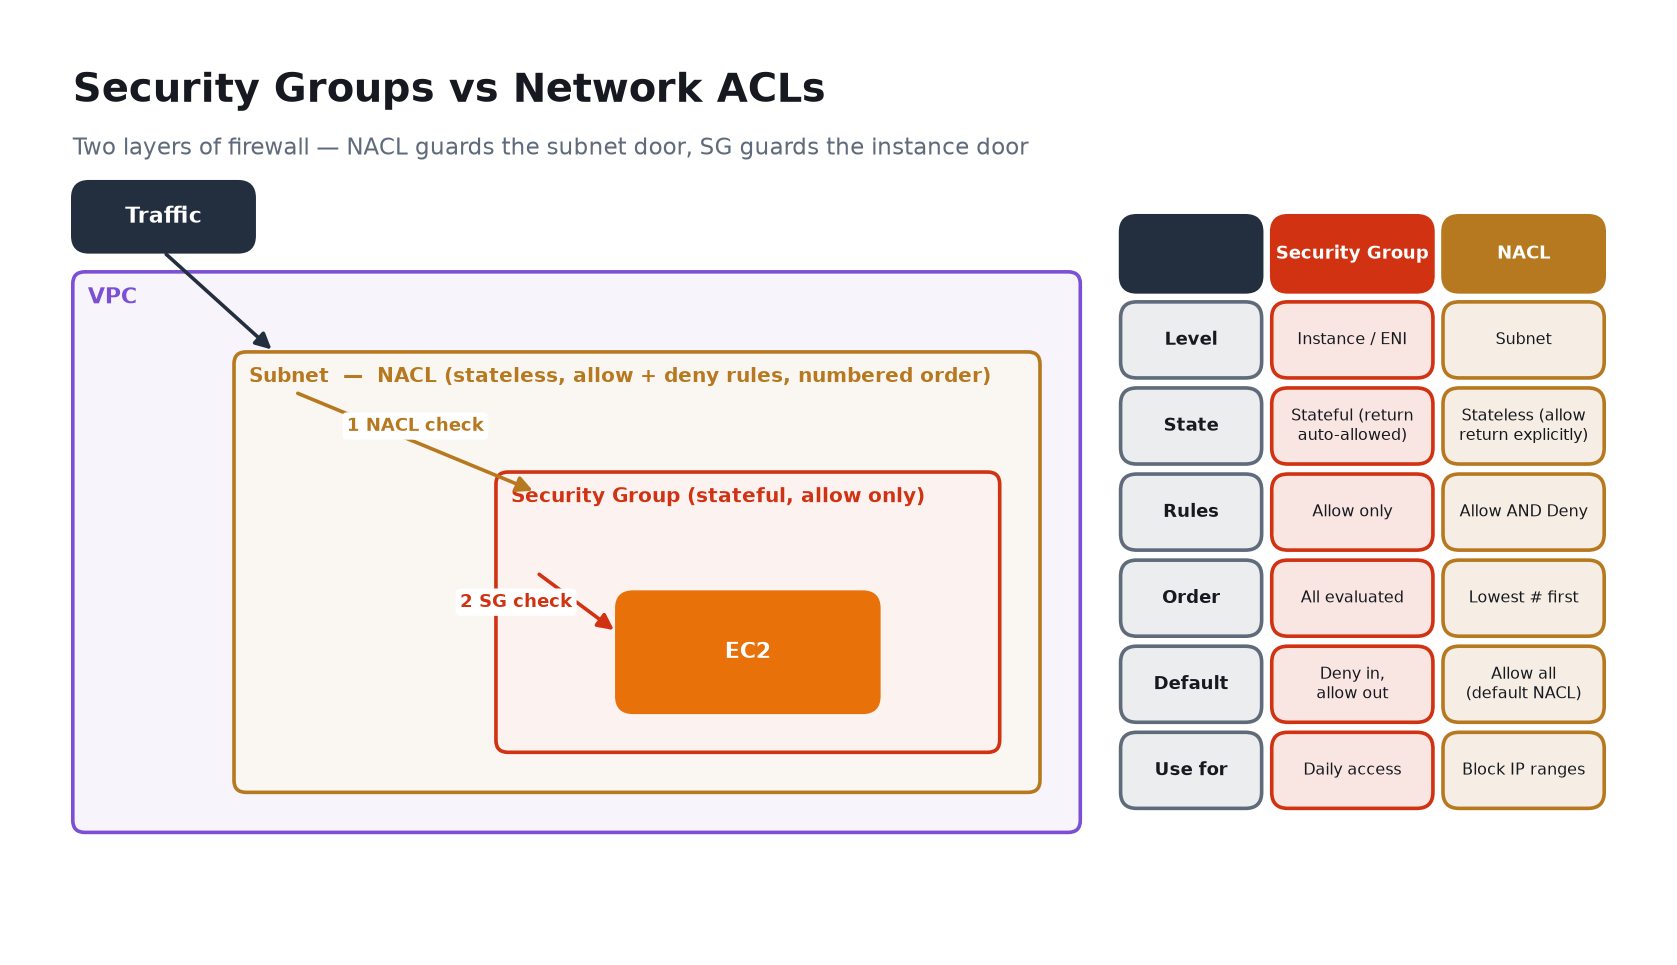 Security Groups vs Network ACLs
Two layers of firewall — NACL guards the subnet door, SG guards the instance door
Traffic
VPC
Subnet — NACL (stateless, allow + deny rules, numbered order)
1 NACL check
Security Group (stateful, allow only)
2 SG check
EC2
Security Group
NACL
Level
Instance / ENI
Subnet
State
Stateful (return
auto-allowed)
Stateless (allow
return explicitly)
Rules
Allow only
Allow AND Deny
Order
All evaluated
Lowest # first
Default
Deny in,
allow out
Allow all
(default NACL)
Use for
Daily access
Block IP ranges